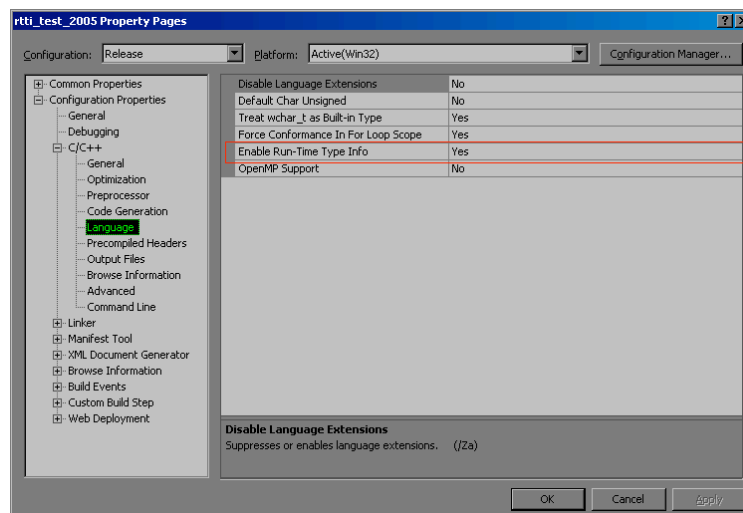 rtti_test_2005 Property Pages
Configuration: Release Platform: Active(Win32) Configuration Manager...
Common Properties
Configuration Properties
General
Debugging
C/C++
General
Optimization
Preprocessor
Code Generation
Language
Precompiled Headers
Output Files
Browse Information
Advanced
Command Line
Linker
Manifest Tool
XML Document Generator
Browse Information
Build Events
Custom Build Step
Web Deployment
Disable Language Extensions No
Default Char Unsigned No
Treat wchar_t as Built-in Type Yes
Force Conformance In For Loop Scope Yes
Enable Run-Time Type Info Yes
OpenMP Support No
Disable Language Extensions
Suppresses or enables language extensions. (/Za)
OK Cancel Apply